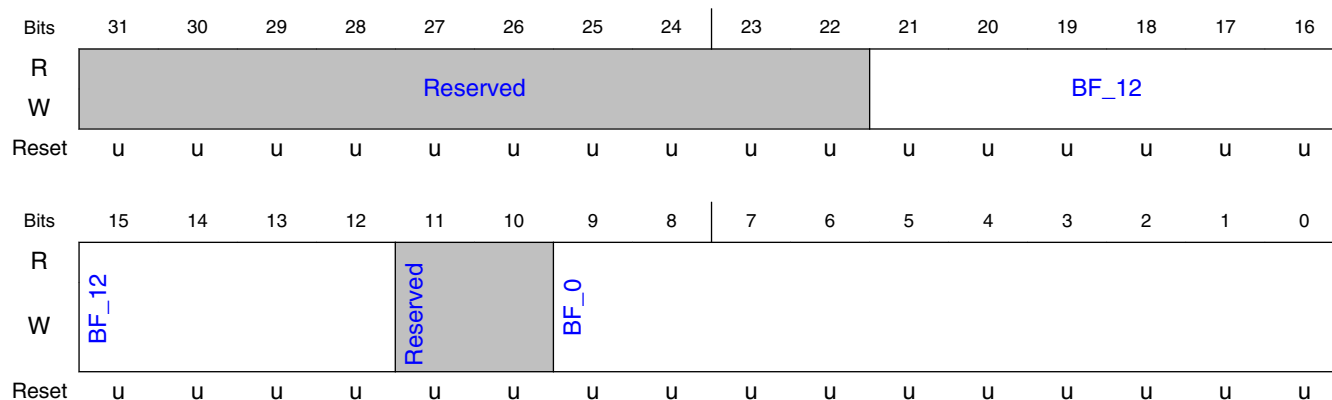 Bits 31 30 29 28 27 26 25 24 23 22 21 20 19 18 17 16
R
Reserved BF_12
W
Reset u u u u u u u u u u u u u u u u
Bits 15 14 13 12 11 10 9 8 7 6 5 4 3 2 1 0
R
BF_12 Reserved BF_0
W
Reset u u u u u u u u u u u u u u u u